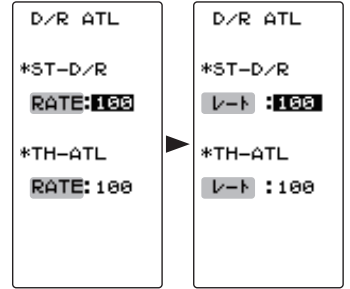 D/R ATL
*ST-D/R
RATE:100
*TH-ATL
RATE:100
D/R ATL
*ST-D/R
レート :100
*TH-ATL
レート :100